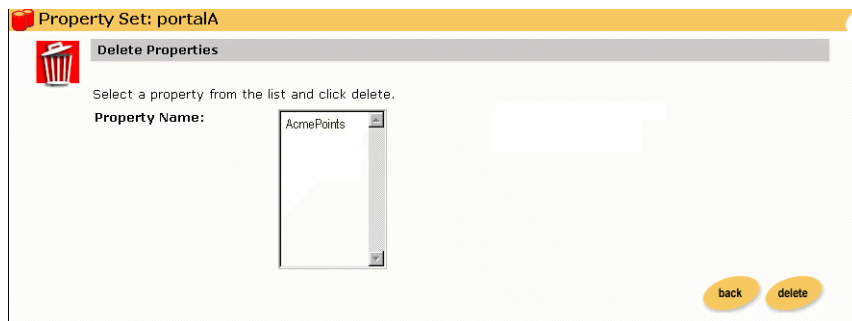 Property Set: portalA
Delete Properties
Select a property from the list and click delete.
Property Name:
AcmePoints
back
delete